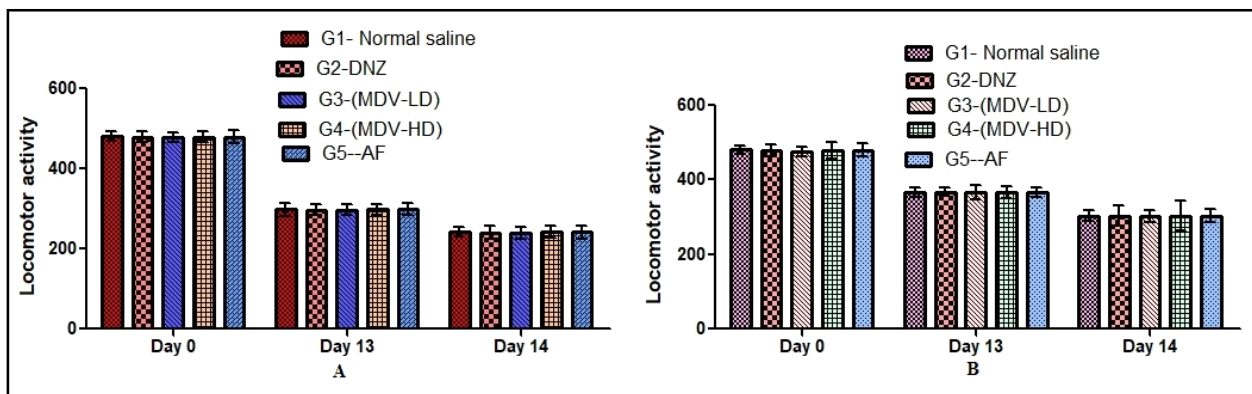 G1- Normal saline
G2-DNZ
G3-(MDV-LD)
G4-(MDV-HD)
G5--AF
Locomotor activity
600
400
200
0
Day 0
Day 13
Day 14
A
G1- Normal saline
G2-DNZ
G3-(MDV-LD)
G4-(MDV-HD)
G5--AF
Locomotor activity
600
400
200
0
Day 0
Day 13
Day 14
B